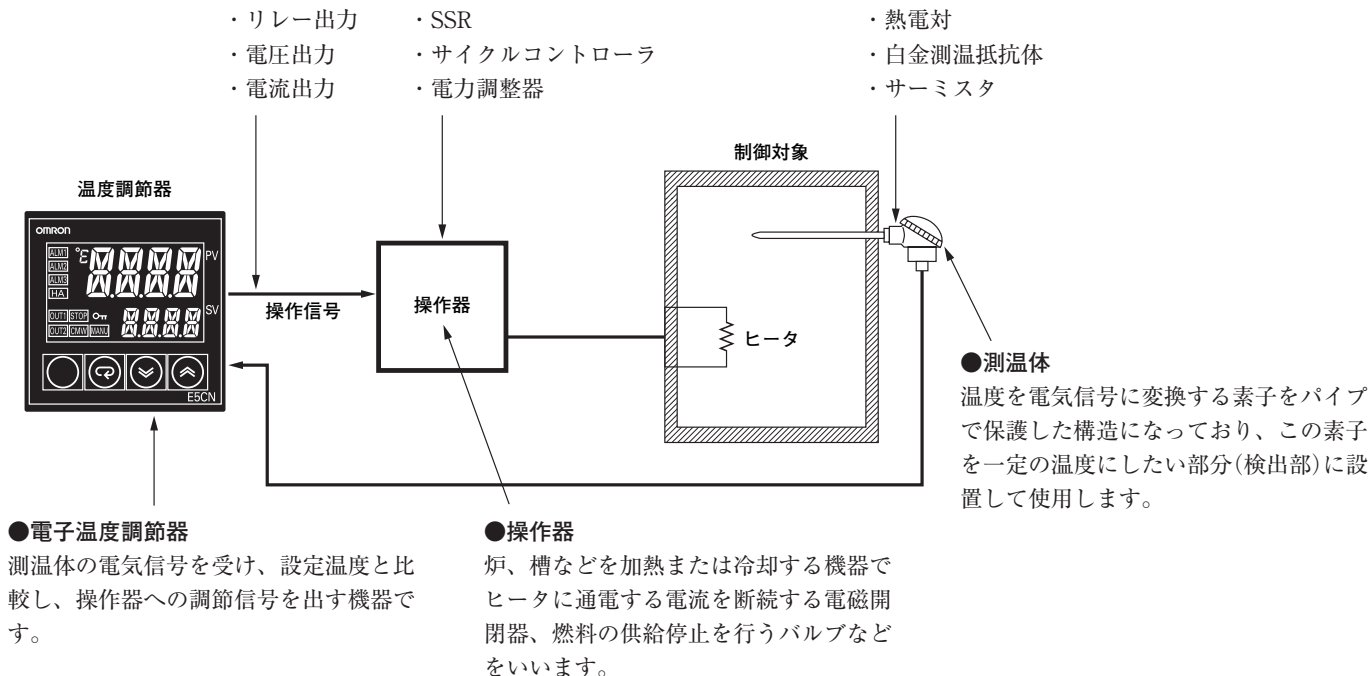 ・リレー出力
・電圧出力
・電流出力
・SSR
・サイクルコントローラ
・電力調整器
・熱電対
・白金測温抵抗体
・サーミスタ
制御対象
温度調節器
omRon
ALM1
ALM2
ALM3
HA
℃
8.8.8.8
PV
OUT1 STOP
OUT2 CMW MANU
8.8.8.8
SV
E5CN
操作信号
操作器
ヒータ
●測温体
温度を電気信号に変換する素子をパイプ
で保護した構造になっており、この素子
を一定の温度にしたい部分(検出部)に設
置して使用します。
●電子温度調節器
測温体の電気信号を受け、設定温度と比
較し、操作器への調節信号を出す機器で
す。
●操作器
炉、槽などを加熱または冷却する機器で
ヒータに通電する電流を断続する電磁開
閉器、燃料の供給停止を行うバルブなど
をいいます。